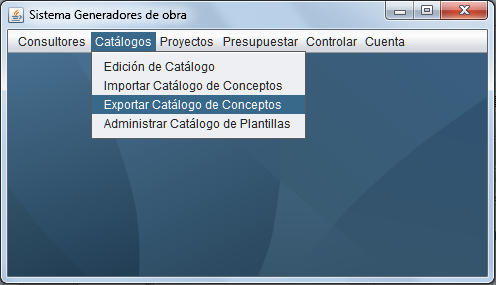 Sistema Generadores de obra
Consultores Catálogos Proyectos Presupuestar Controlar Cuenta
Edición de Catálogo
Importar Catálogo de Conceptos
Exportar Catálogo de Conceptos
Administrar Catálogo de Plantillas